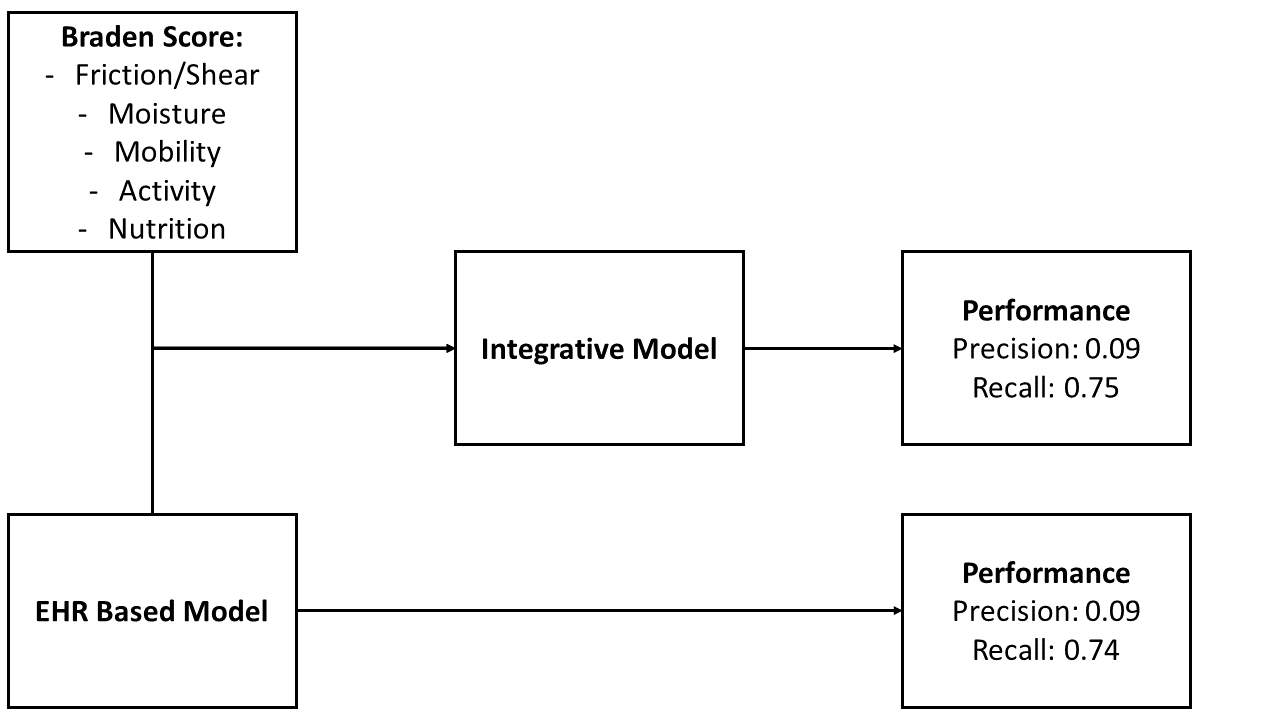 Braden Score:
- Friction/Shear
- Moisture
- Mobility
- Activity
- Nutrition
Integrative Model
Performance
Precision: 0.09
Recall: 0.75
EHR Based Model
Performance
Precision: 0.09
Recall: 0.74